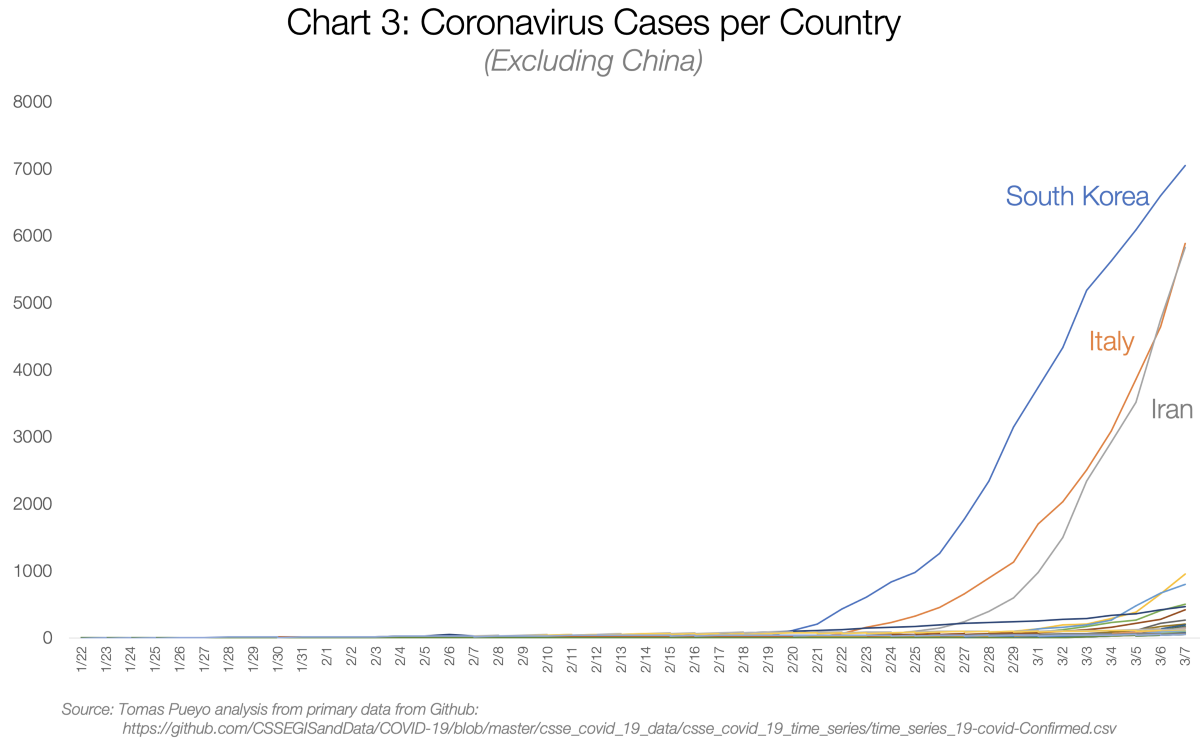 Chart 3: Coronavirus Cases per Country
(Excluding China)
8000
7000
South Korea
6000
5000
Italy
4000
Iran
3000
2000
1000
0
1/22 1/23 1/24 1/25 1/26 1/27 1/28 1/29 1/30 1/31 2/1 2/2 2/3 2/4 2/5 2/6 2/7 2/8 2/9 2/10 2/11 2/12 2/13 2/14 2/15 2/16 2/17 2/18 2/19 2/20 2/21 2/22 2/23 2/24 2/25 2/26 2/27 2/28 2/29 3/1 3/2 3/3 3/4 3/5 3/6 3/7
Source: Tomas Pueyo analysis from primary data from Github:
https://github.com/CSSEGISandData/COVID-19/blob/master/csse_covid_19_data/csse_covid_19_time_series/time_series_19-covid-Confirmed.csv